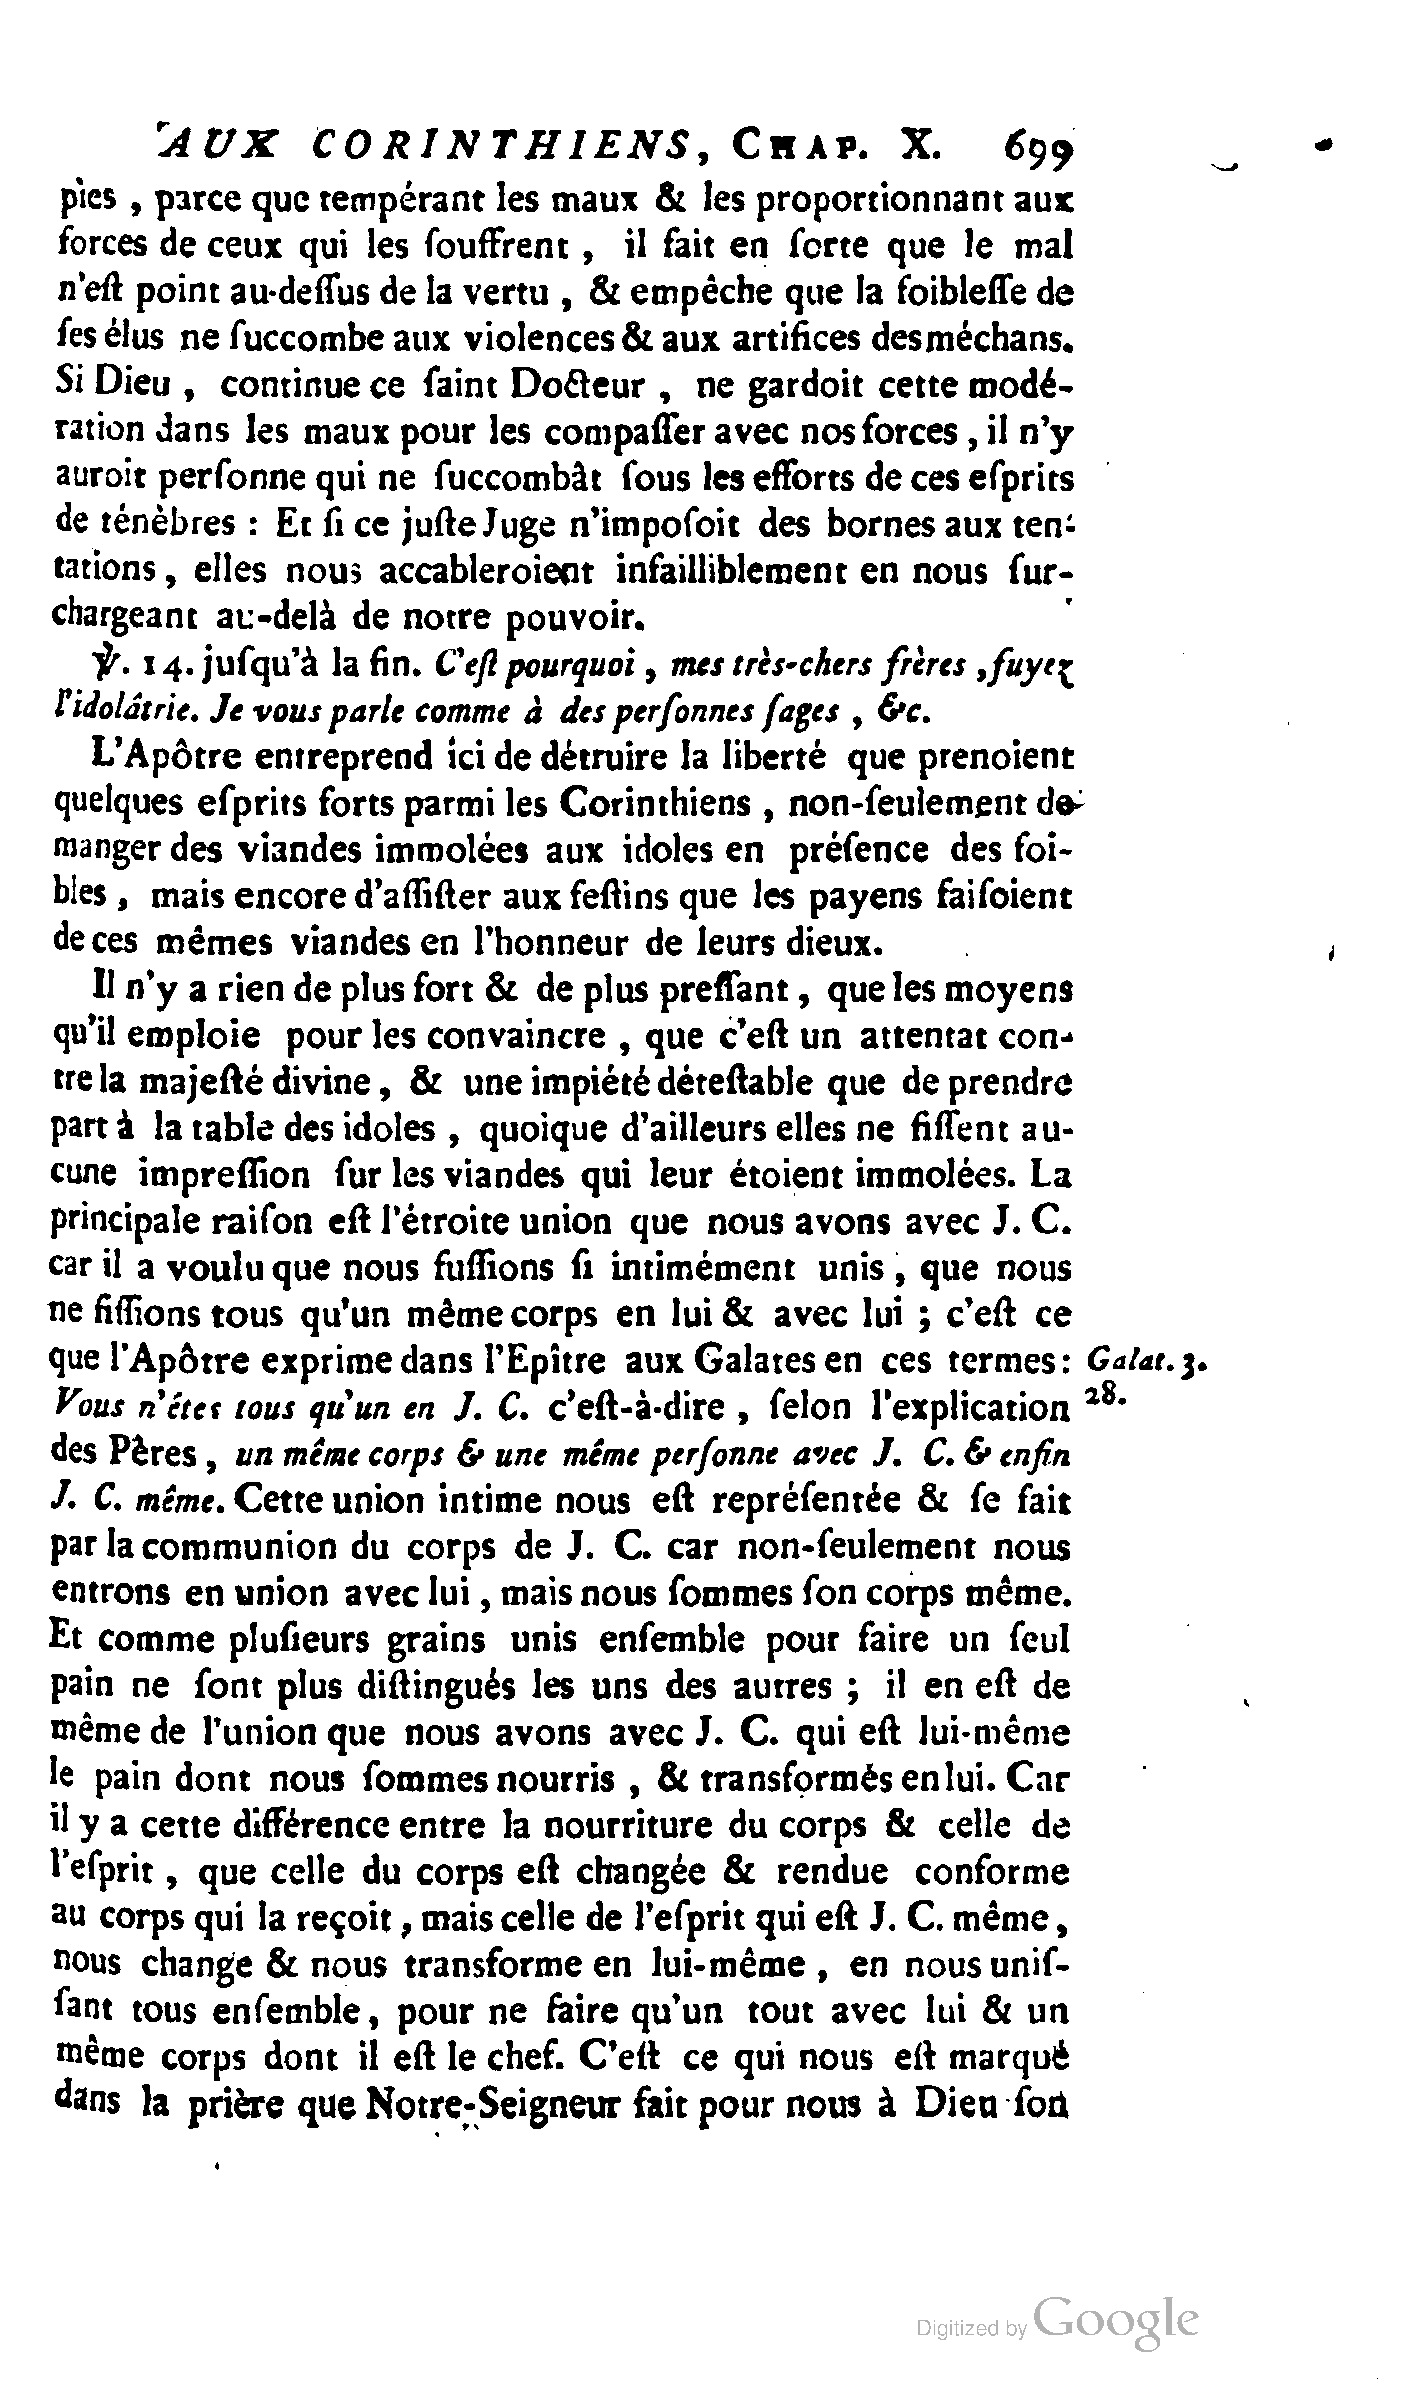 AUX CORINTHIENS, CHAP. X. 699
pies , parce que tempérant les maux & les proportionnant aux
forces de ceux qui les ſouffrent , il fait en ſorte que le mal
n'eſt point au-deſſus de la vertu , & empêche que la foibleſſe de
ſes élus ne ſuccombe aux violences & aux artifices des méchans.
Si Dieu , continue ce ſaint Docteur , ne gardoit cette modé-
ration dans les maux pour les compaſſer avec nos forces , il n'y
auroit perſonne qui ne ſuccombât ſous les efforts de ces eſprits
de ténèbres : Et ſi ce juſte Juge n'impoſoit des bornes aux ten-
tations , elles nous accableroient infailliblement en nous ſur-
chargeant au-delà de notre pouvoir.
℣. 14. juſqu'à la fin. C'eſt pourquoi , mes très-chers frères , fuyez
l'idolâtrie. Je vous parle comme à des perſonnes ſages , &c.
L'Apôtre entreprend ici de détruire la liberté que prenoient
quelques eſprits forts parmi les Corinthiens , non-ſeulement de
manger des viandes immolées aux idoles en préſence des foi-
bles , mais encore d'aſſiſter aux feſtins que les payens faiſoient
de ces mêmes viandes en l'honneur de leurs dieux.
Il n'y a rien de plus fort & de plus preſſant , que les moyens
qu'il emploie pour les convaincre , que c'eſt un attentat con-
tre la majeſté divine , & une impiété déteſtable que de prendre
part à la table des idoles , quoique d'ailleurs elles ne fiſſent au-
cune impreſſion ſur les viandes qui leur étoient immolées. La
principale raiſon eſt l'étroite union que nous avons avec J. C.
car il a voulu que nous fuſſions ſi intimément unis , que nous
ne fiſſions tous qu'un même corps en lui & avec lui ; c'eſt ce
que l'Apôtre exprime dans l'Epître aux Galates en ces termes : Galat. 3.
Vous n'êtes tous qu'un en J. C. c'eſt-à-dire , ſelon l'explication 28.
des Pères , un même corps & une même perſonne avec J. C. & enfin
J. C. même. Cette union intime nous eſt repréſentée & ſe fait
par la communion du corps de J. C. car non-ſeulement nous
entrons en union avec lui , mais nous ſommes ſon corps même.
Et comme pluſieurs grains unis enſemble pour faire un ſeul
pain ne ſont plus diſtingués les uns des autres ; il en eſt de
même de l'union que nous avons avec J. C. qui eſt lui-même
le pain dont nous ſommes nourris , & transformés en lui. Car
il y a cette différence entre la nourriture du corps & celle de
l'eſprit , que celle du corps eſt changée & rendue conforme
au corps qui la reçoit , mais celle de l'eſprit qui eſt J. C. même ,
nous change & nous transforme en lui-même , en nous uniſ-
ſant tous enſemble , pour ne faire qu'un tout avec lui & un
même corps dont il eſt le chef. C'eſt ce qui nous eſt marqué
dans la prière que Notre-Seigneur fait pour nous à Dieu ſon
Digitized by Google